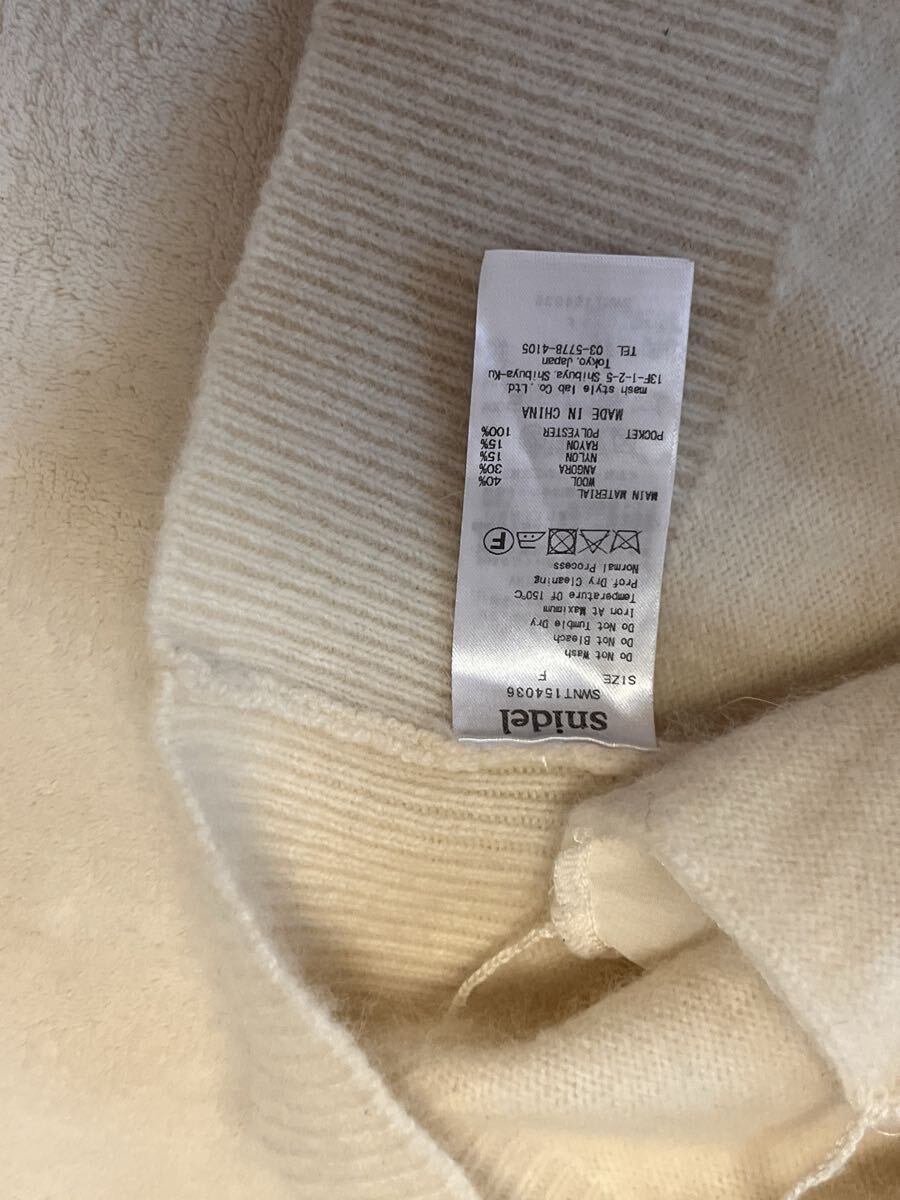 snidel
SWNT154036
SIZE F
Do Not Wash
Do Not Bleach
Do Not Tumble Dry
Iron At Maximum
Temperature Of 150℃
Prof Dry Cleaning
Normal Process
F
MAIN MATERIAL
WOOL 40%
ANGORA 30%
NYLON 15%
RAYON 15%
POCKET POLYESTER 100%
MADE IN CHINA
mash style lab Co., Ltd.
13F-1-2-5 Shibuya, Shibuya-Ku
Tokyo, Japan
TEL 03-5778-4105